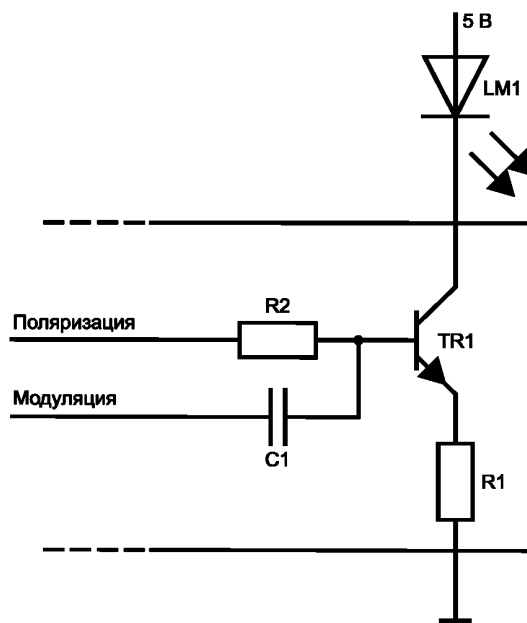 5 В
LM1
R2
Поляризация
TR1
Модуляция
C1
R1